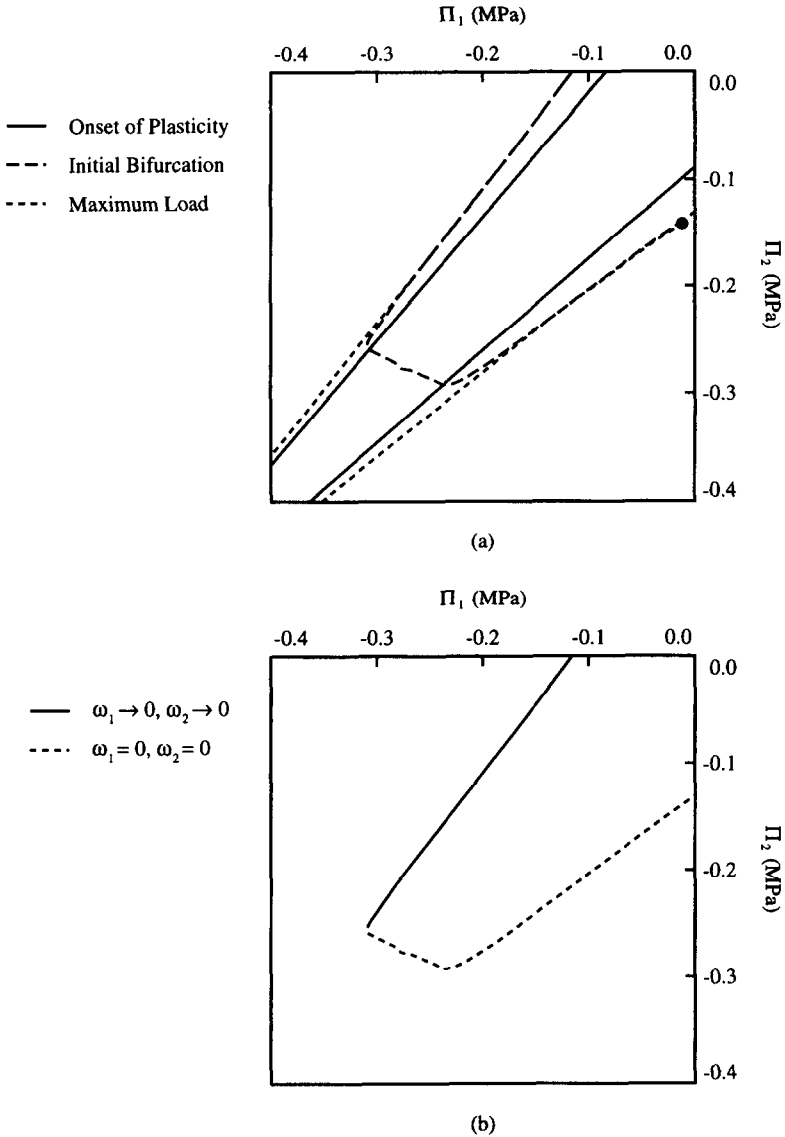 Π₁ (MPa)
-0.4 -0.3 -0.2 -0.1 0.0
0.0
-0.1
-0.2
-0.3
-0.4
Π₂ (MPa)
Onset of Plasticity
Initial Bifurcation
Maximum Load
(a)
Π₁ (MPa)
-0.4 -0.3 -0.2 -0.1 0.0
0.0
-0.1
-0.2
-0.3
-0.4
Π₂ (MPa)
ω₁ → 0, ω₂ → 0
ω₁ = 0, ω₂ = 0
(b)